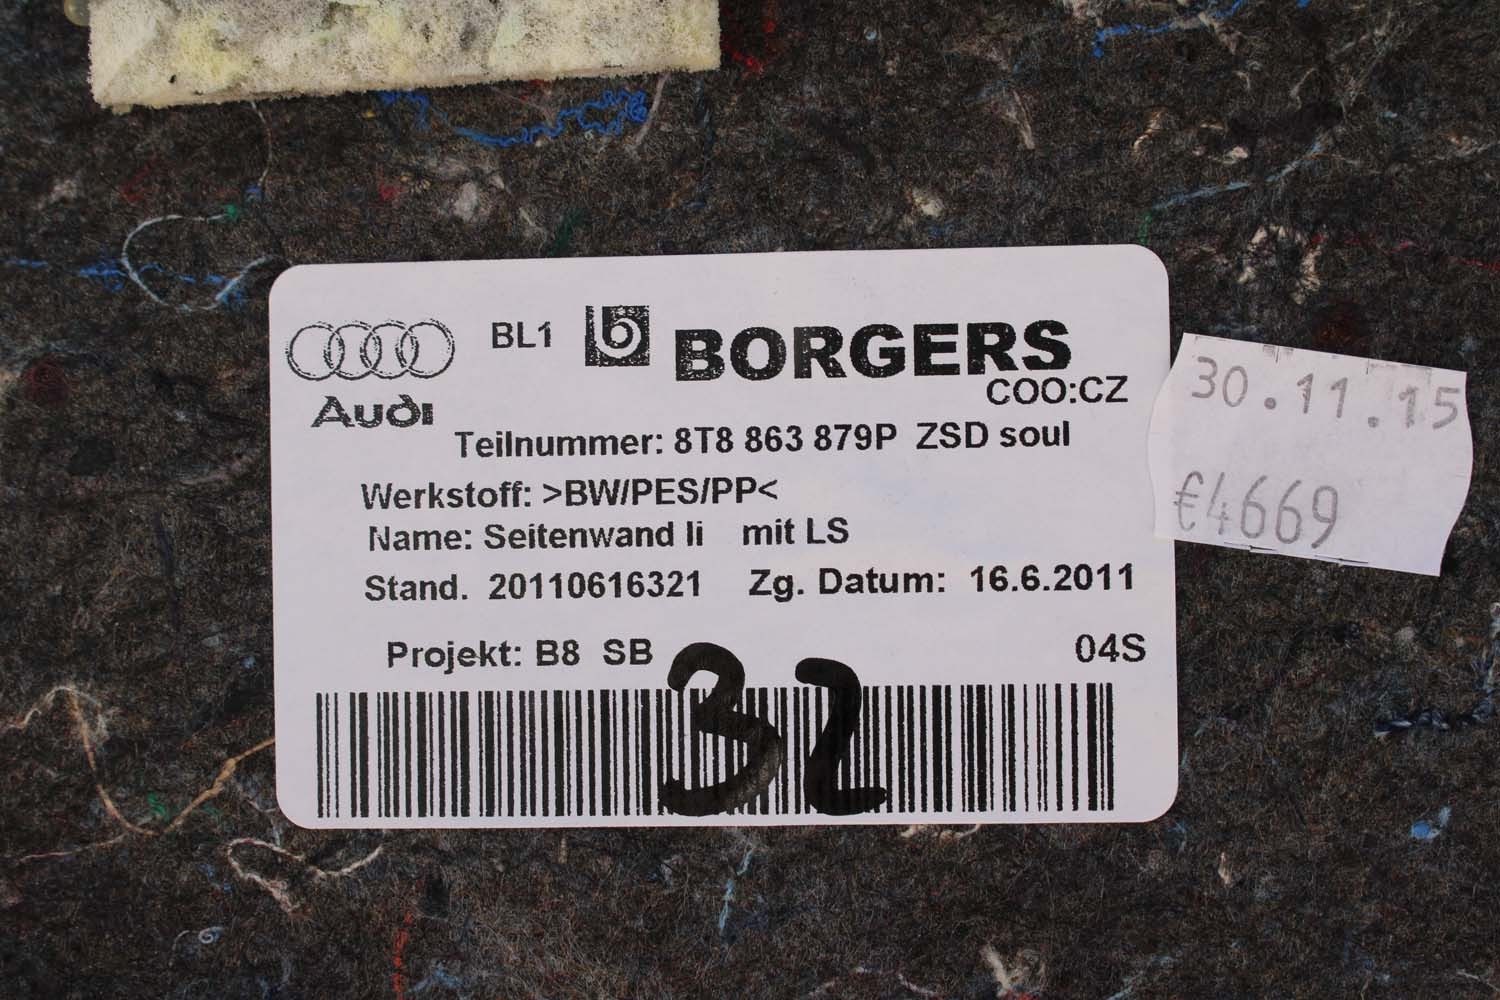 BL1 BORGERS
COO:CZ
Audi
Teilnummer: 8T8 863 879P ZSD soul
Werkstoff: >BW/PES/PP<
Name: Seitenwand li mit LS
Stand. 20110616321 Zg. Datum: 16.6.2011
Projekt: B8 SB 04S
32
30.11.15
€4669